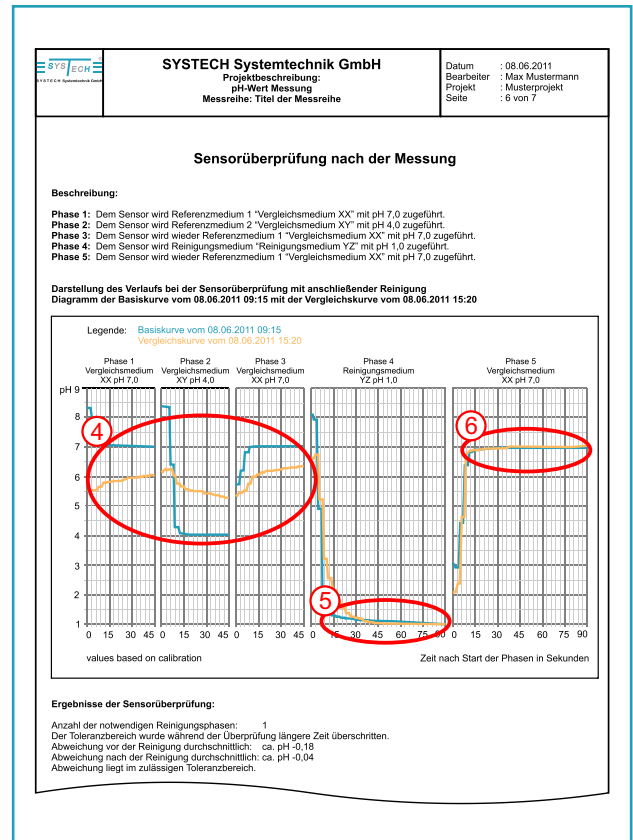 SYSTECH
SYSTECH Systemtechnik GmbH
SYSTECH Systemtechnik GmbH
Projektbeschreibung:
pH-Wert Messung
Messreihe: Titel der Messreihe
Datum : 08.06.2011
Bearbeiter : Max Mustermann
Projekt : Musterprojekt
Seite : 6 von 7
Sensorüberprüfung nach der Messung
Beschreibung:
Phase 1: Dem Sensor wird Referenzmedium 1 "Vergleichsmedium XX" mit pH 7,0 zugeführt.
Phase 2: Dem Sensor wird Referenzmedium 2 "Vergleichsmedium XY" mit pH 4,0 zugeführt.
Phase 3: Dem Sensor wird wieder Referenzmedium 1 "Vergleichsmedium XX" mit pH 7,0 zugeführt.
Phase 4: Dem Sensor wird Reinigungsmedium "Reinigungsmedium YZ" mit pH 1,0 zugeführt.
Phase 5: Dem Sensor wird wieder Referenzmedium 1 "Vergleichsmedium XX" mit pH 7,0 zugeführt.
Darstellung des Verlaufs bei der Sensorüberprüfung mit anschließender Reinigung
Diagramm der Basiskurve vom 08.06.2011 09:15 mit der Vergleichskurve vom 08.06.2011 15:20
Legende: Basiskurve vom 08.06.2011 09:15
Vergleichskurve vom 08.06.2011 15:20
Phase 1 Phase 2 Phase 3 Phase 4 Phase 5
Vergleichsmedium Vergleichsmedium Vergleichsmedium Reinigungsmedium Vergleichsmedium
XX pH 7,0 XY pH 4,0 XX pH 7,0 YZ pH 1,0 XX pH 7,0
pH 9
8
4
6
7
6
5
4
3
2
5
1
0 15 30 45 0 15 30 45 0 15 30 45 0 15 30 45 60 75 90 0 15 30 45 60 75 90
values based on calibration Zeit nach Start der Phasen in Sekunden
Ergebnisse der Sensorüberprüfung:
Anzahl der notwendigen Reinigungsphasen: 1
Der Toleranzbereich wurde während der Überprüfung längere Zeit überschritten.
Abweichung vor der Reinigung durchschnittlich: ca. pH -0,18
Abweichung nach der Reinigung durchschnittlich: ca. pH -0,04
Abweichung liegt im zulässigen Toleranzbereich.